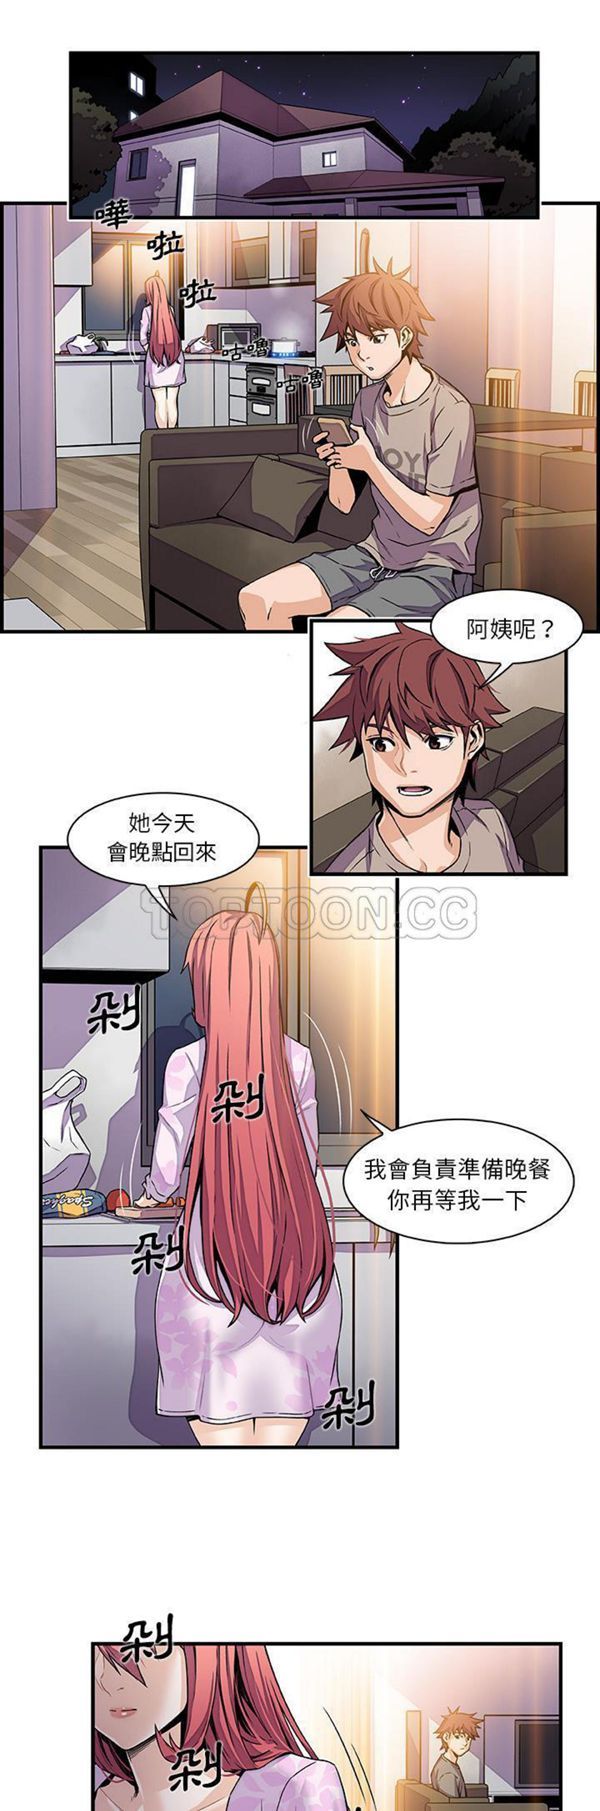 嘩
啦
啦
咕嚕
咕嚕
阿姨呢？
她今天
會晚點回來
TOPTOON.CC
剁
剁
Spaghetti
我會負責準備晚餐
你再等我一下
剁
剁
剁
剁